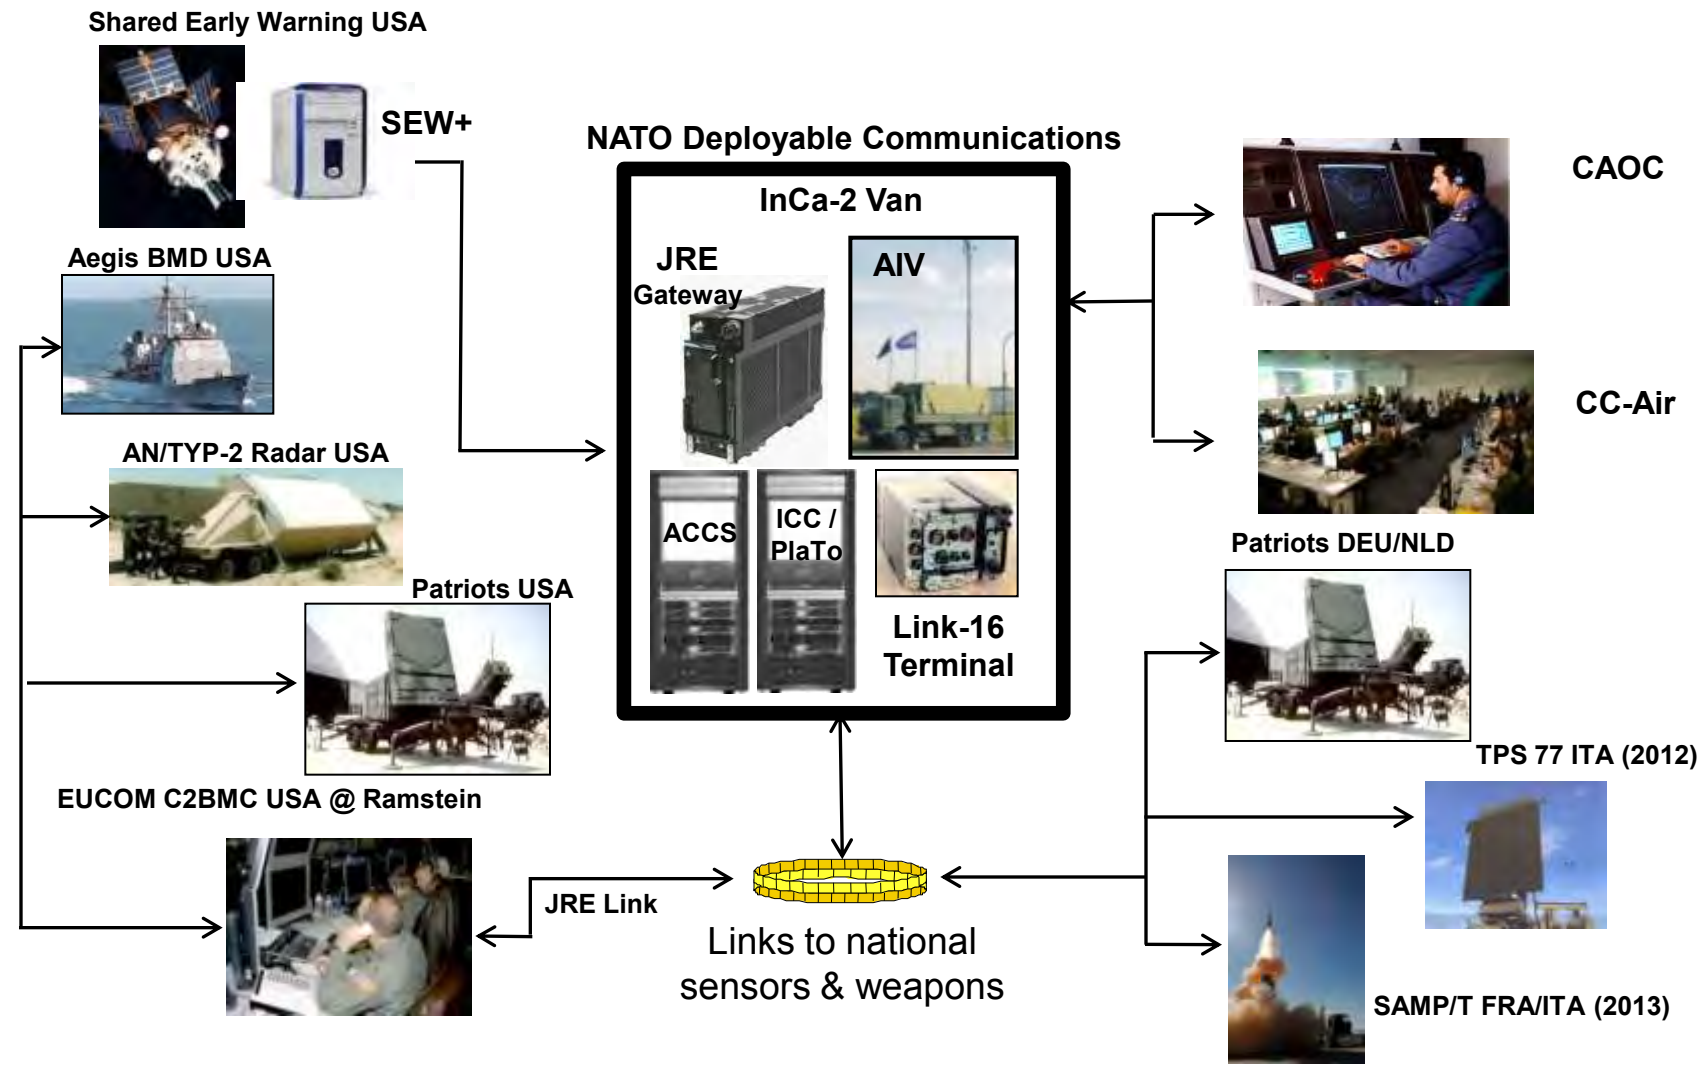 Shared Early Warning USA
SEW+
NATO Deployable Communications
InCa-2 Van
JRE
Gateway
AIV
ACCS
ICC /
PlaTo
Link-16
Terminal
CAOC
CC-Air
Aegis BMD USA
AN/TYP-2 Radar USA
Patriots USA
EUCOM C2BMC USA @ Ramstein
JRE Link
Links to national
sensors & weapons
Patriots DEU/NLD
TPS 77 ITA (2012)
SAMP/T FRA/ITA (2013)